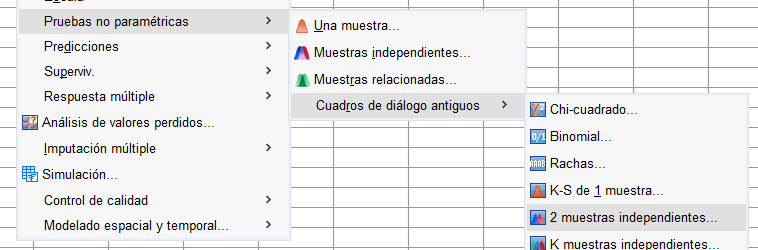 Pruebas no paramétricas
Predicciones
Superviv.
Respuesta múltiple
Análisis de valores perdidos...
Imputación múltiple
Simulación...
Control de calidad
Modelado espacial y temporal...
Una muestra...
Muestras independientes...
Muestras relacionadas...
Cuadros de diálogo antiguos
Chi-cuadrado...
Binomial...
Rachas...
K-S de 1 muestra...
2 muestras independientes...
K muestras independientes...